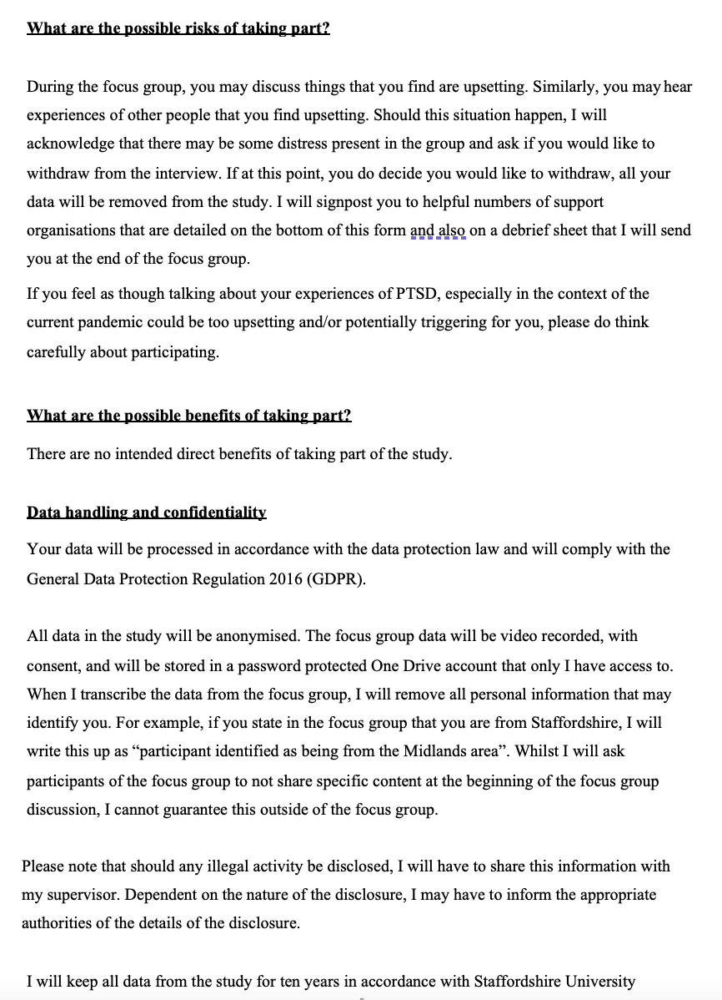 What are the possible risks of taking part?
During the focus group, you may discuss things that you find are upsetting. Similarly, you may hear
experiences of other people that you find upsetting. Should this situation happen, I will
acknowledge that there may be some distress present in the group and ask if you would like to
withdraw from the interview. If at this point, you do decide you would like to withdraw, all your
data will be removed from the study. I will signpost you to helpful numbers of support
organisations that are detailed on the bottom of this form and also on a debrief sheet that I will send
you at the end of the focus group.
If you feel as though talking about your experiences of PTSD, especially in the context of the
current pandemic could be too upsetting and/or potentially triggering for you, please do think
carefully about participating.
What are the possible benefits of taking part?
There are no intended direct benefits of taking part of the study.
Data handling and confidentiality
Your data will be processed in accordance with the data protection law and will comply with the
General Data Protection Regulation 2016 (GDPR).
All data in the study will be anonymised. The focus group data will be video recorded, with
consent, and will be stored in a password protected One Drive account that only I have access to.
When I transcribe the data from the focus group, I will remove all personal information that may
identify you. For example, if you state in the focus group that you are from Staffordshire, I will
write this up as “participant identified as being from the Midlands area”. Whilst I will ask
participants of the focus group to not share specific content at the beginning of the focus group
discussion, I cannot guarantee this outside of the focus group.
Please note that should any illegal activity be disclosed, I will have to share this information with
my supervisor. Dependent on the nature of the disclosure, I may have to inform the appropriate
authorities of the details of the disclosure.
I will keep all data from the study for ten years in accordance with Staffordshire University